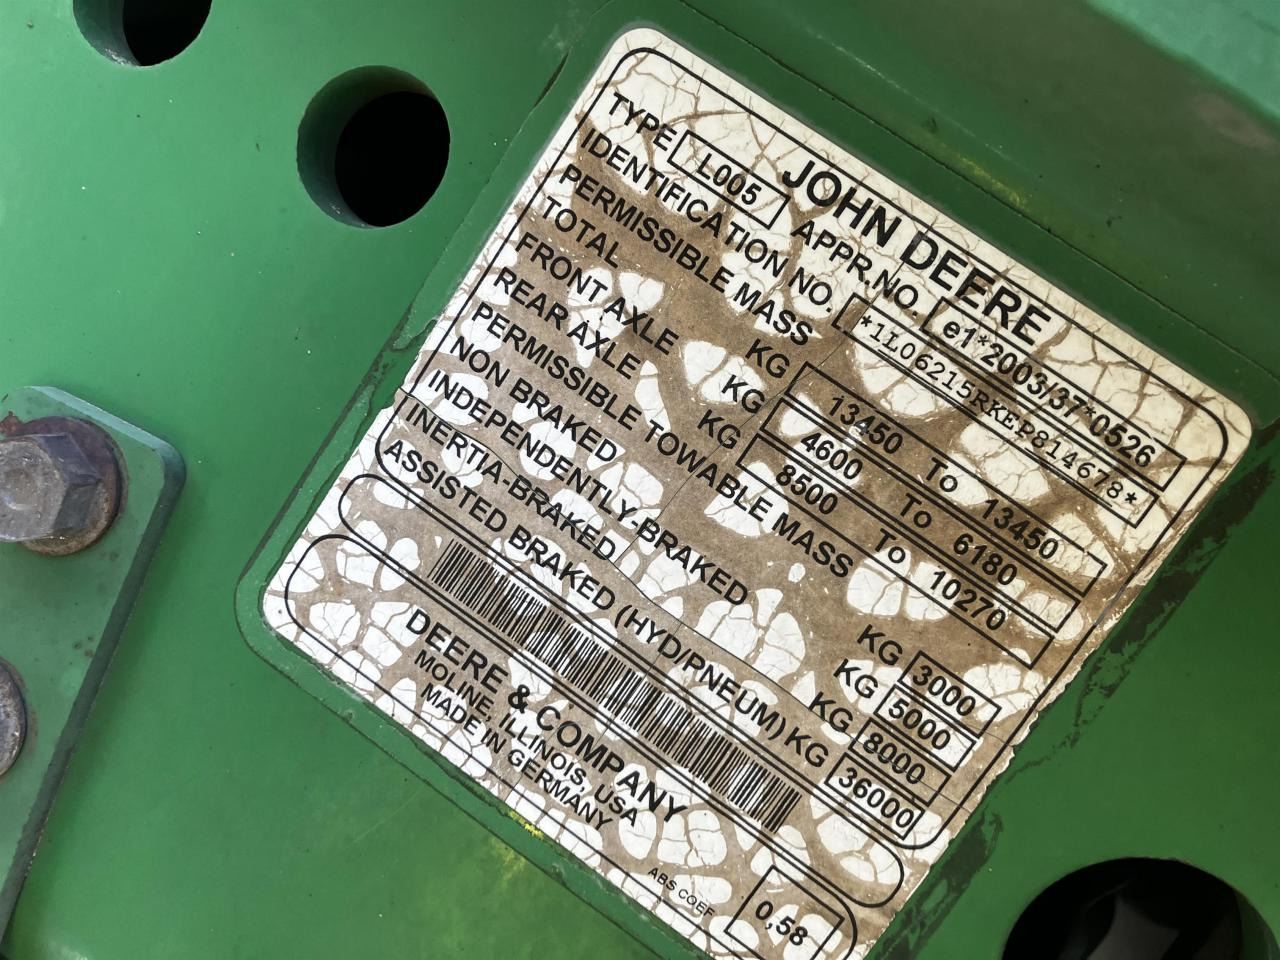 JOHN DEERE
TYPE L005 APPR.NO. e1*2003/37*0526
IDENTIFICATION NO. *1L06215RKEP814678*
PERMISSIBLE MASS
TOTAL KG 13450 To 13450
FRONT AXLE KG 4600 To 6180
REAR AXLE KG 8500 To 10270
PERMISSIBLE TOWABLE MASS
NON BRAKED KG 3000
INDEPENDENTLY-BRAKED KG 5000
INERTIA-BRAKED KG 8000
ASSISTED BRAKED (HYD/PNEUM) KG 36000
DEERE & COMPANY
MOLINE, ILLINOIS, USA
MADE IN GERMANY
ABS COEF. 0,58